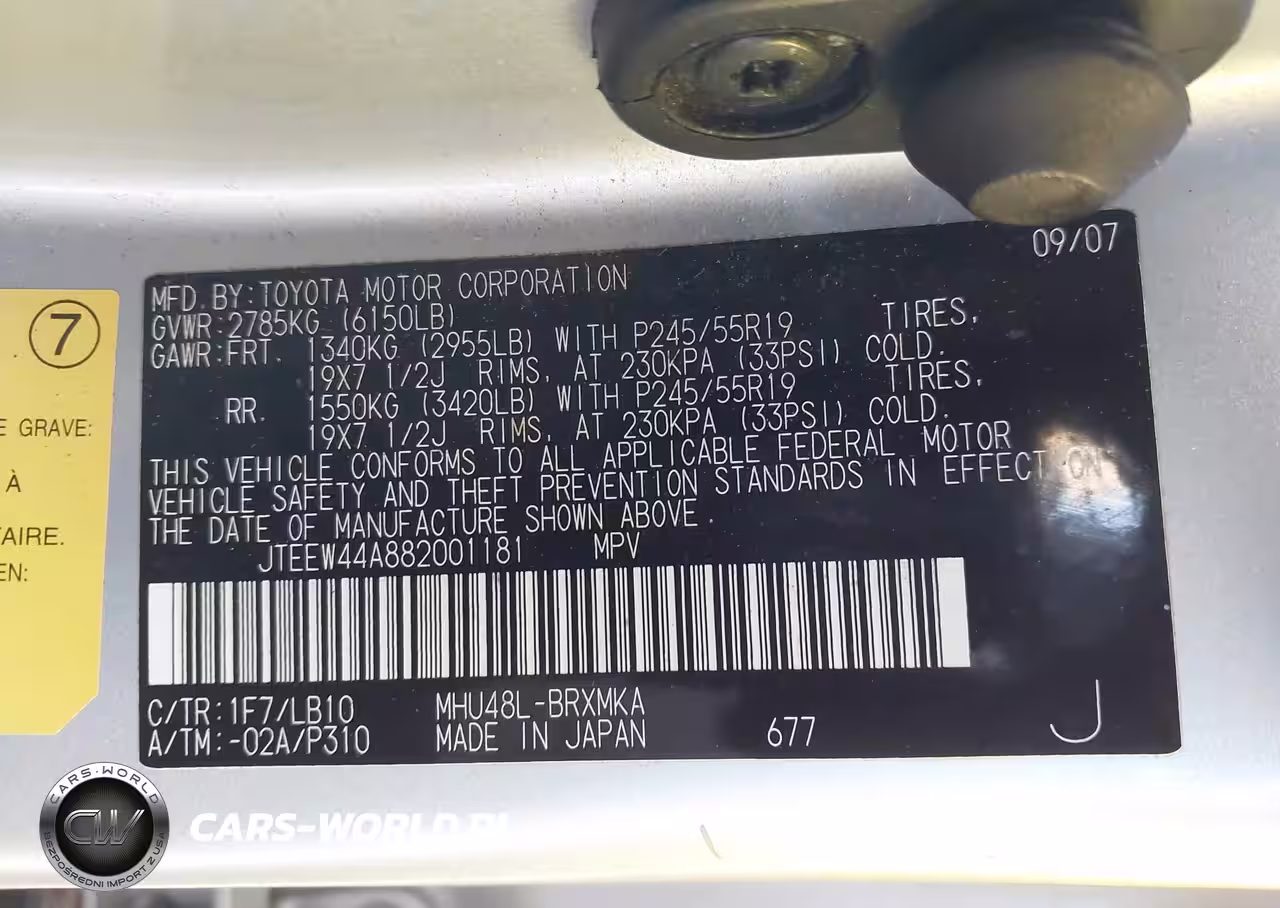 09/07
MFD. BY: TOYOTA MOTOR CORPORATION
GVWR: 2785KG (6150LB)
GAWR: FRT. 1340KG (2955LB) WITH P245/55R19 TIRES,
19X7 1/2J RIMS, AT 230KPA (33PSI) COLD.
RR. 1550KG (3420LB) WITH P245/55R19 TIRES,
19X7 1/2J RIMS, AT 230KPA (33PSI) COLD.
THIS VEHICLE CONFORMS TO ALL APPLICABLE FEDERAL MOTOR
VEHICLE SAFETY AND THEFT PREVENTION STANDARDS IN EFFECT ON
THE DATE OF MANUFACTURE SHOWN ABOVE.
JTEEW44A882001181 MPV
C/TR: 1F7/LB10 MHU48L-BRXMKA
A/TM: -02A/P310 MADE IN JAPAN 677 J
7
E GRAVE:
À
TAIRE.
EN:
CARS-WORLD
CW
BEZPOŚREDNI IMPORT Z USA
CARS-WORLD.PL